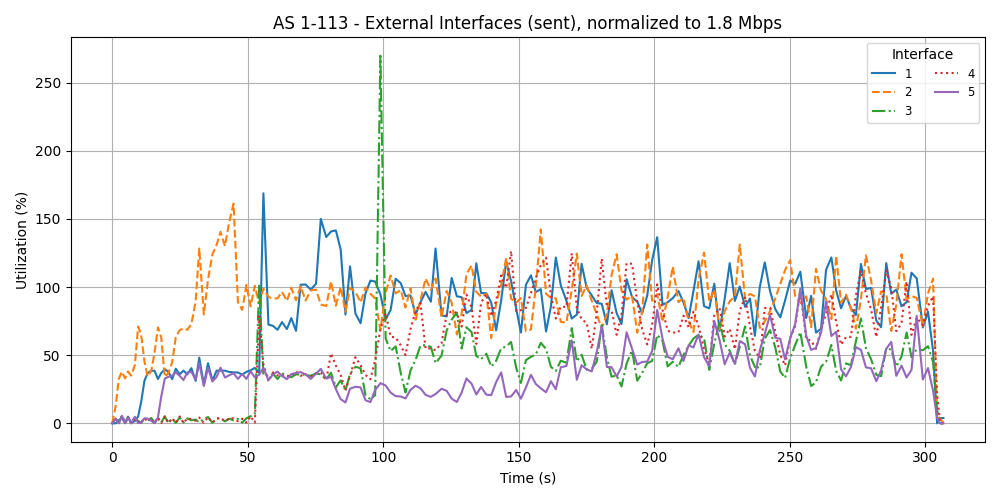 AS 1-113 - External Interfaces (sent), normalized to 1.8 Mbps
Utilization (%)
250
200
150
100
50
0
0 50 100 150 200 250 300
Time (s)
Interface
1 4
2 5
3